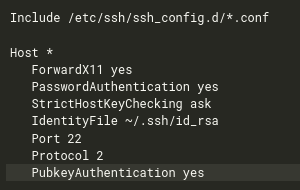 Include /etc/ssh/ssh_config.d/*.conf

Host *
   ForwardX11 yes
   PasswordAuthentication yes
   StrictHostKeyChecking ask
   IdentityFile ~/.ssh/id_rsa
   Port 22
   Protocol 2
   PubkeyAuthentication yes